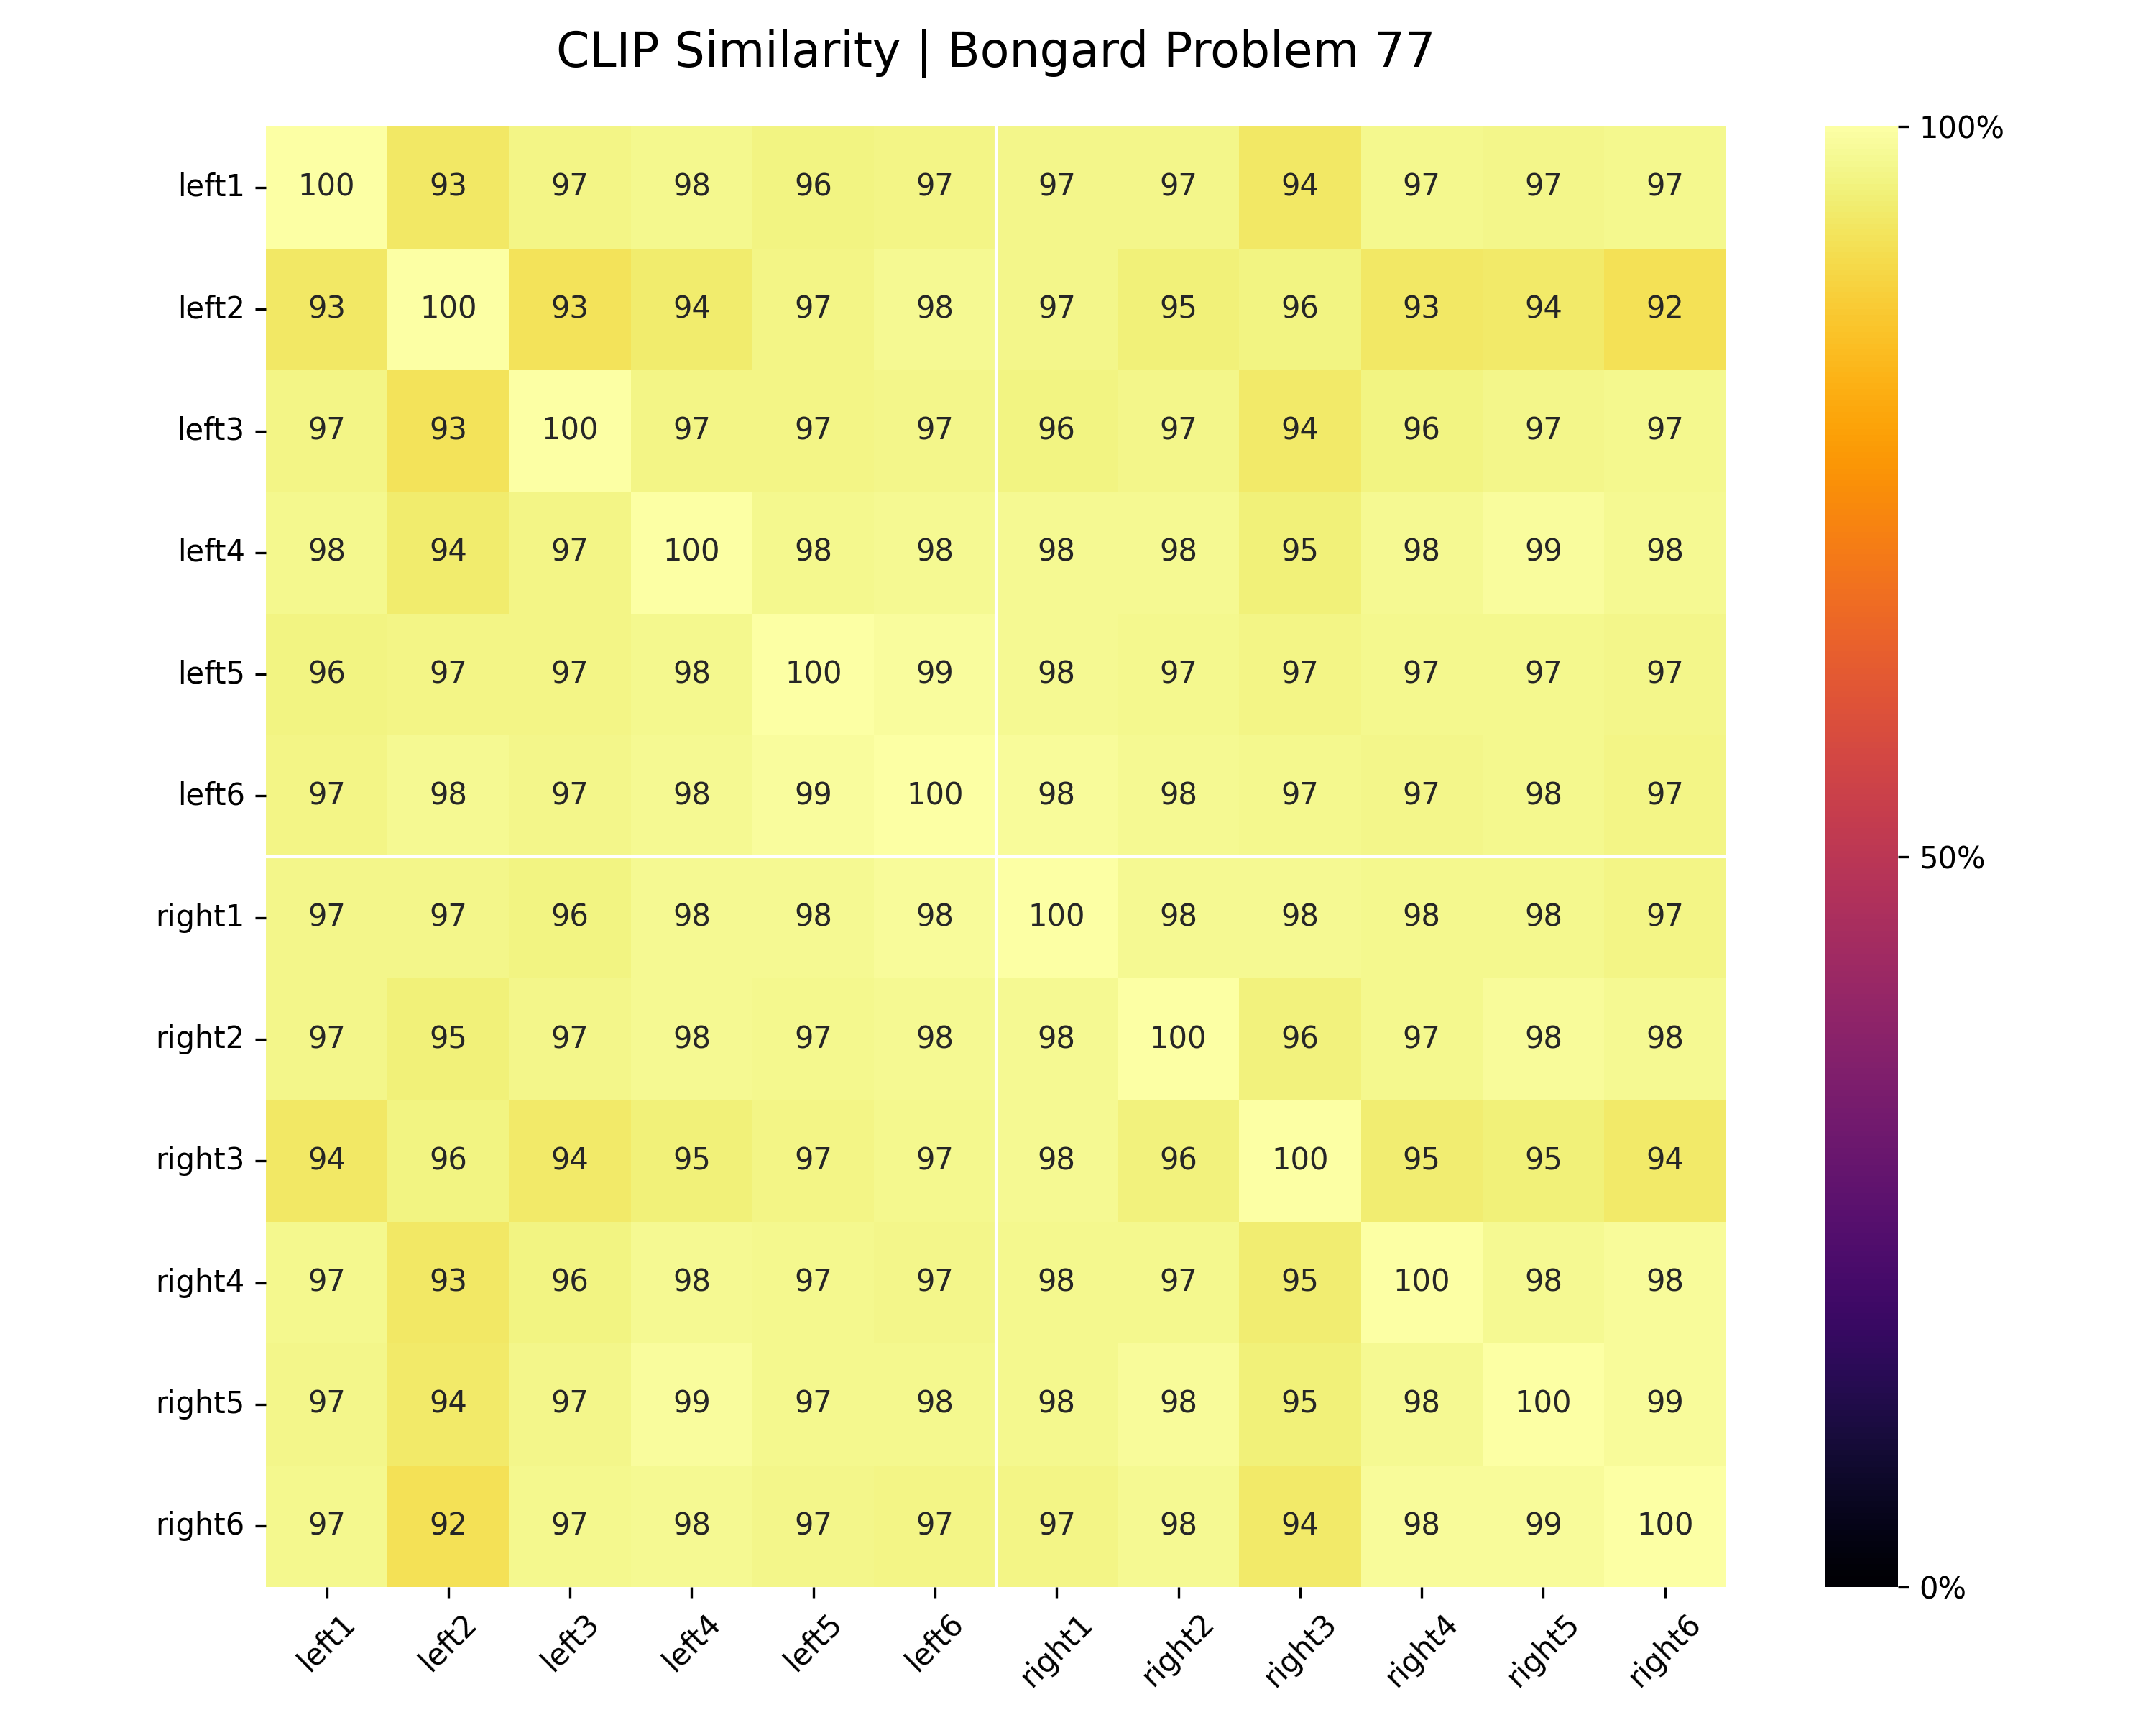 CLIP Similarity | Bongard Problem 77
left1 100 93 97 98 96 97 97 97 94 97 97 97
left2 93 100 93 94 97 98 97 95 96 93 94 92
left3 97 93 100 97 97 97 96 97 94 96 97 97
left4 98 94 97 100 98 98 98 98 95 98 99 98
left5 96 97 97 98 100 99 98 97 97 97 97 97
left6 97 98 97 98 99 100 98 98 97 97 98 97
right1 97 97 96 98 98 98 100 98 98 98 98 97
right2 97 95 97 98 97 98 98 100 96 97 98 98
right3 94 96 94 95 97 97 98 96 100 95 95 94
right4 97 93 96 98 97 97 98 97 95 100 98 98
right5 97 94 97 99 97 98 98 98 95 98 100 99
right6 97 92 97 98 97 97 97 98 94 98 99 100
left1 left2 left3 left4 left5 left6 right1 right2 right3 right4 right5 right6
100%
50%
0%